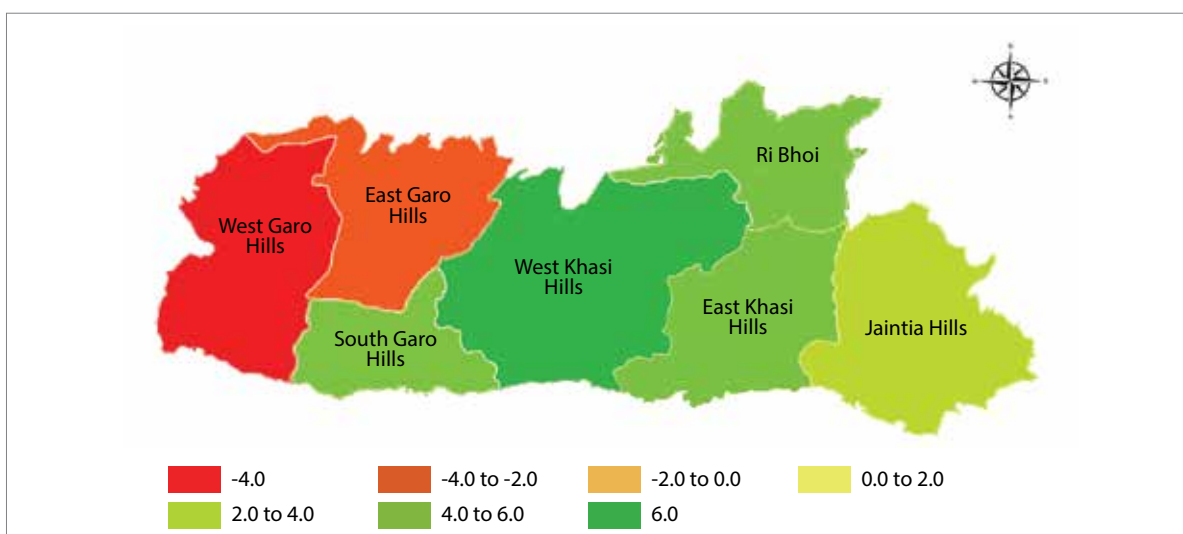 Ri Bhoi
East Garo
Hills
West Garo
Hills
West Khasi
Hills
East Khasi
Hills
Jaintia Hills
South Garo
Hills
-4.0
-4.0 to -2.0
-2.0 to 0.0
0.0 to 2.0
2.0 to 4.0
4.0 to 6.0
6.0